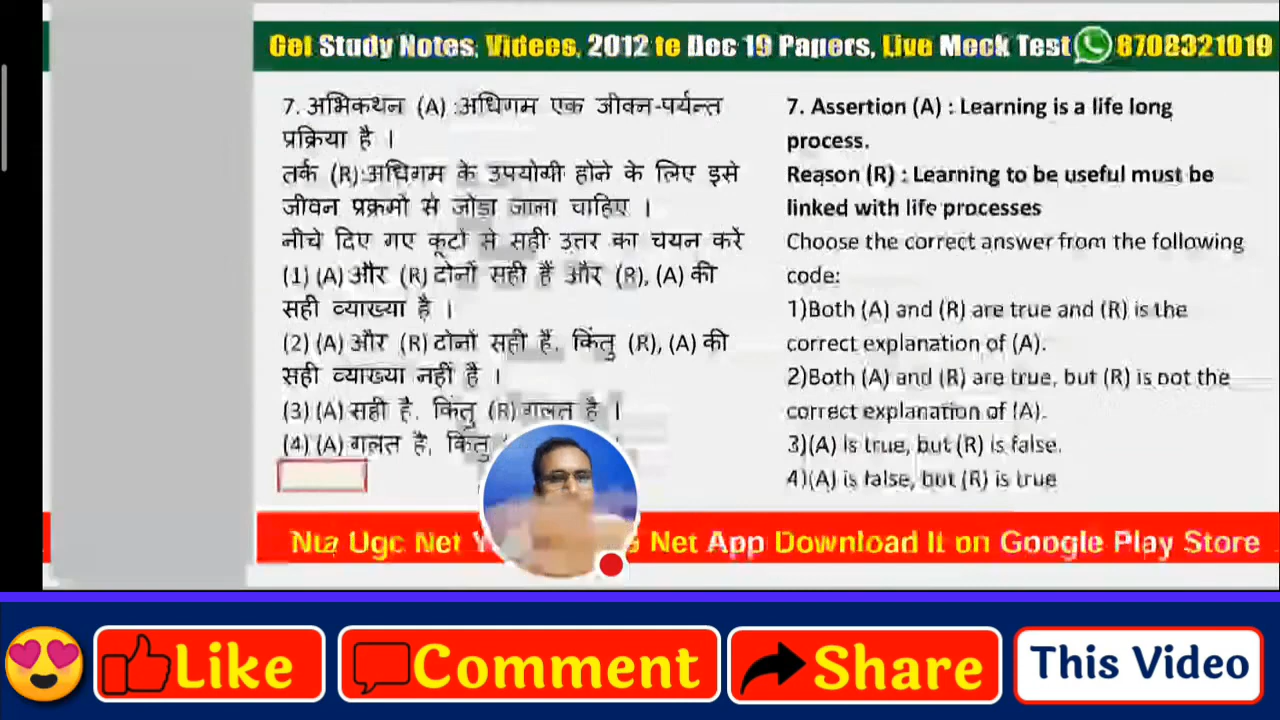 Get Study Notes, Videos, 2012 to Dec 19 Papers, Live Mock Test 8708321019
7. अभिकथन (A) :अधिगम एक जीवन-पर्यन्त
प्रक्रिया है ।
तर्क (R):अधिगम के उपयोगी होने के लिए इसे
जीवन प्रक्रमों से जोड़ा जाना चाहिए ।
नीचे दिए गए कूटों से सही उत्तर का चयन करें
(1) (A) और (R) दोनों सही हैं और (R), (A) की
सही व्याख्या है ।
(2) (A) और (R) दोनों सही हैं, किंतु (R), (A) की
सही व्याख्या नहीं है ।
(3) (A) सही है, किंतु (R) गलत है ।
(4) (A) गलत है, किंतु
7. Assertion (A) : Learning is a life long
process.
Reason (R) : Learning to be useful must be
linked with life processes
Choose the correct answer from the following
code:
1)Both (A) and (R) are true and (R) is the
correct explanation of (A).
2)Both (A) and (R) are true, but (R) is not the
correct explanation of (A).
3)(A) is true, but (R) is false.
4)(A) is false, but (R) is true
Nta Ugc Net Net App Download It on Google Play Store
Like Comment Share This Video